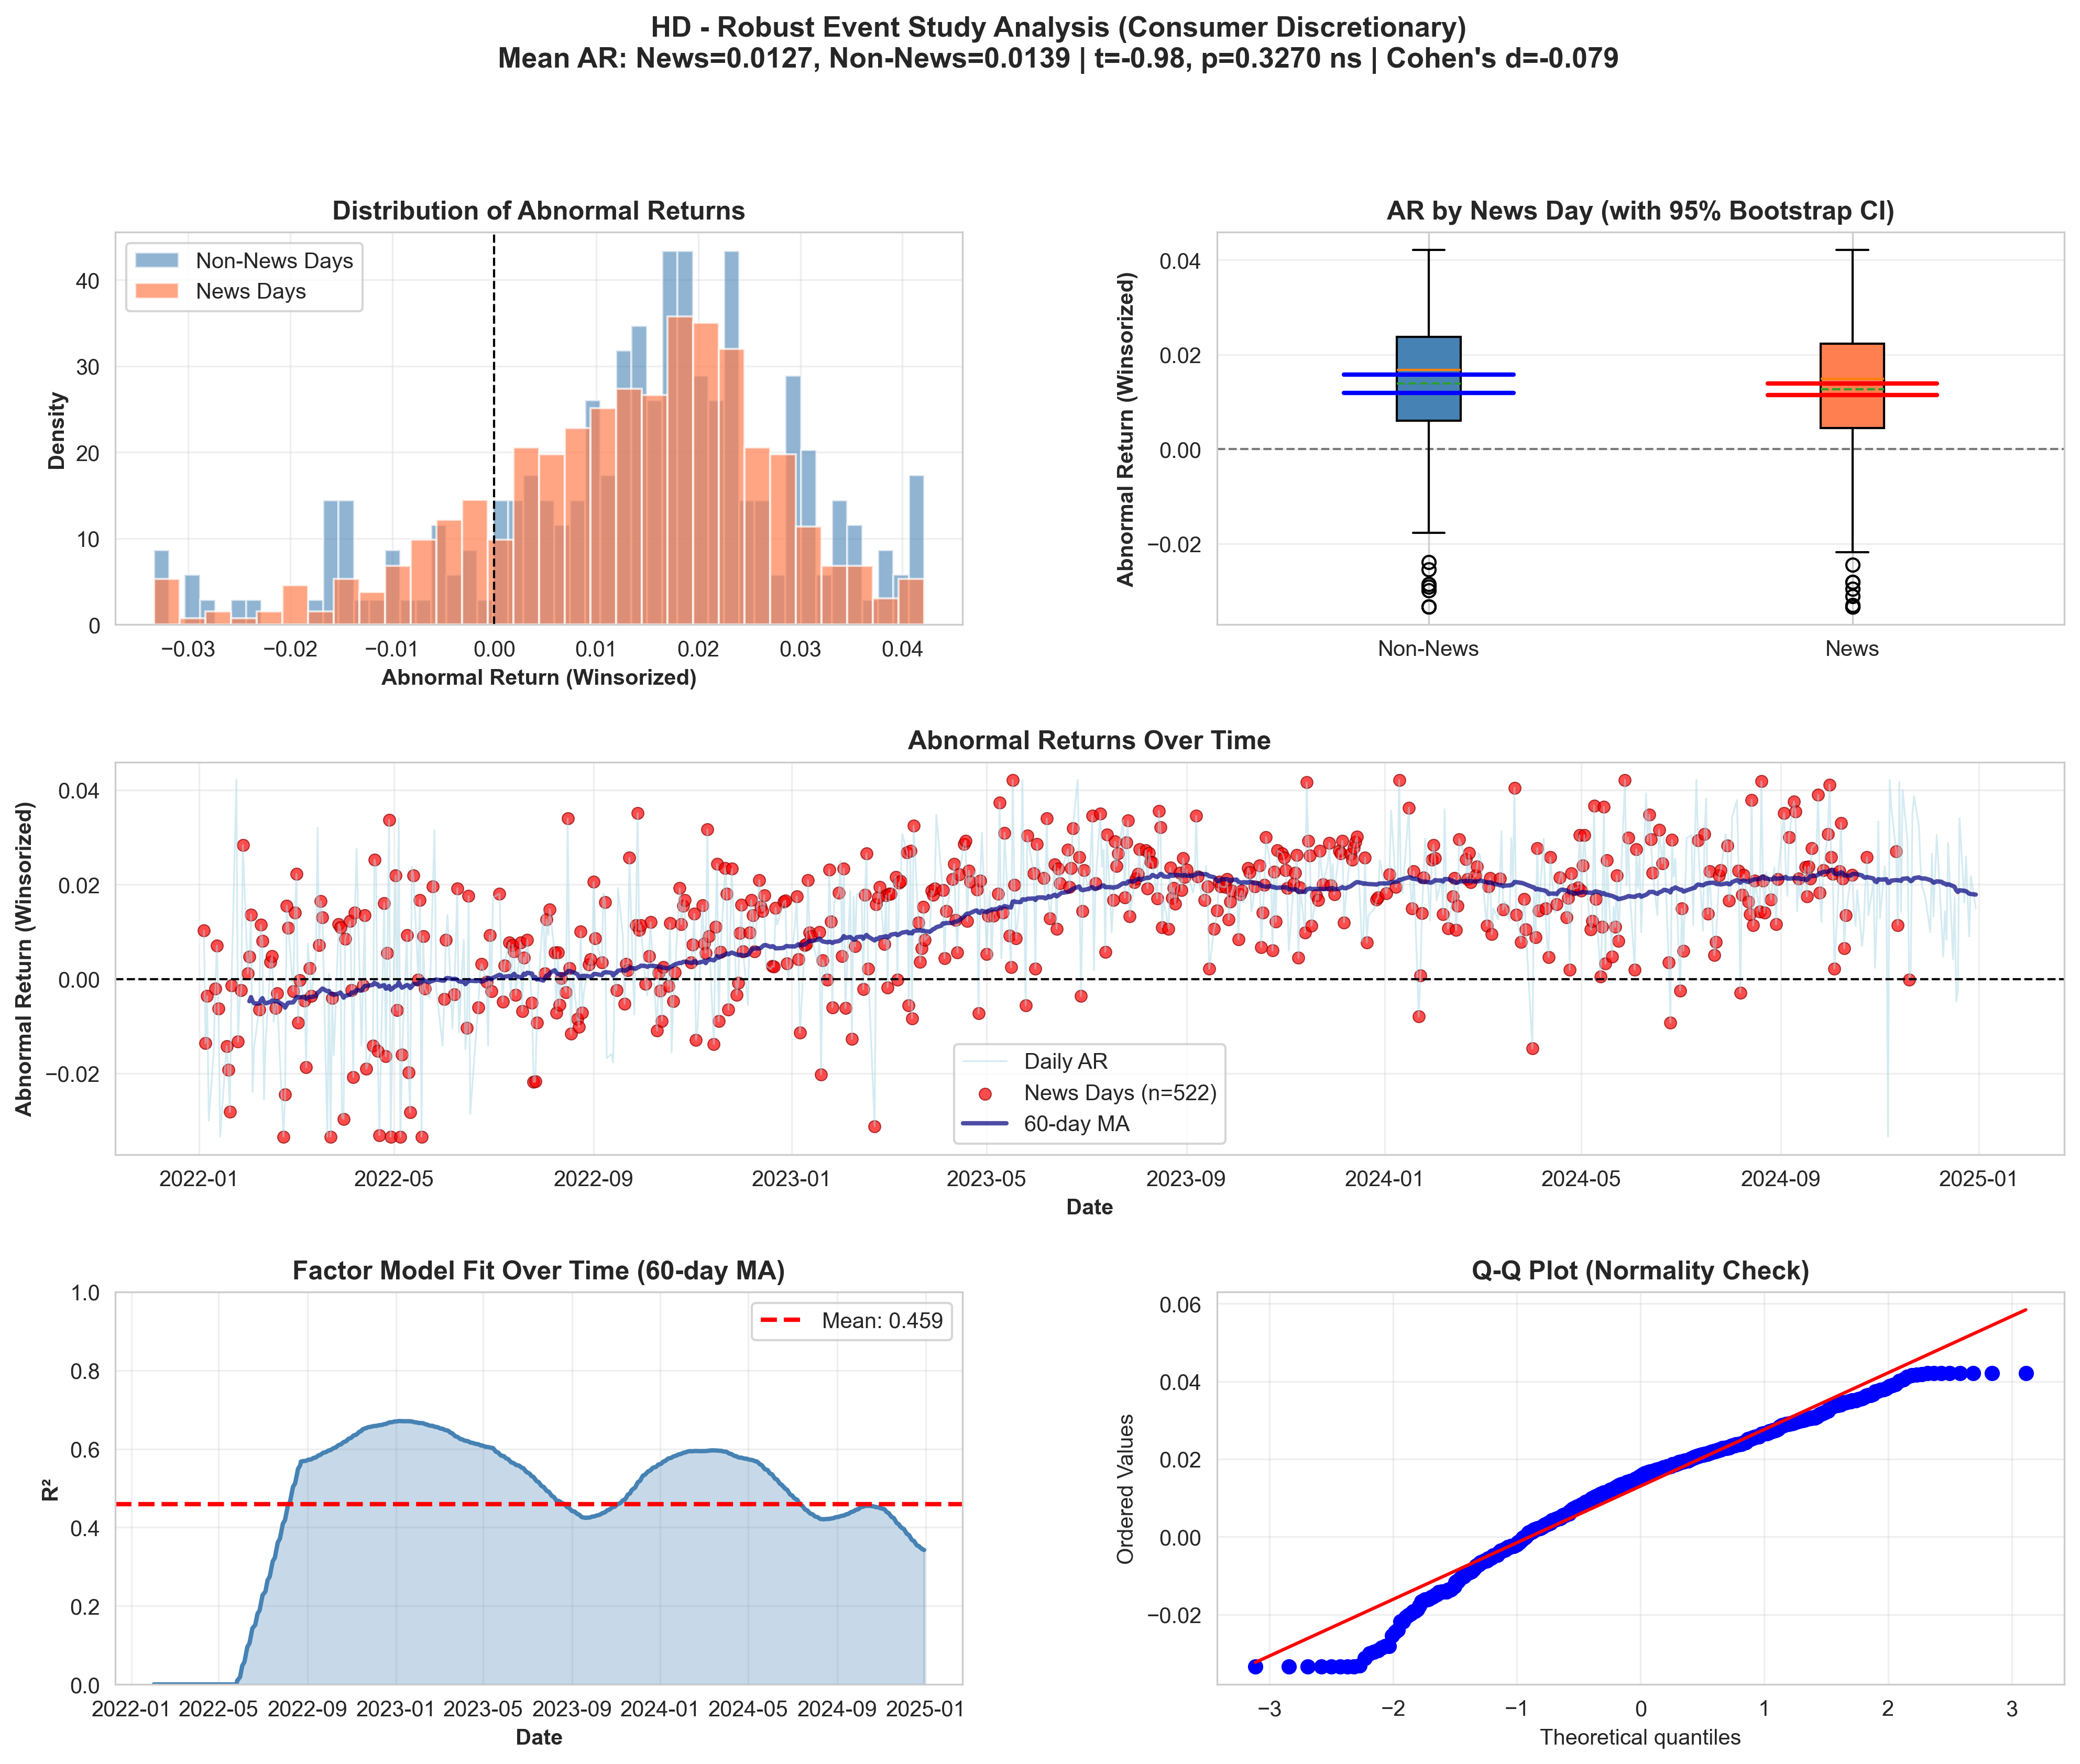 HD - Robust Event Study Analysis (Consumer Discretionary)
Mean AR: News=0.0127, Non-News=0.0139 | t=-0.98, p=0.3270 ns | Cohen's d=-0.079
Distribution of Abnormal Returns
Non-News Days
News Days
Density
40
30
20
10
0
−0.03 −0.02 −0.01 0.00 0.01 0.02 0.03 0.04
Abnormal Return (Winsorized)
AR by News Day (with 95% Bootstrap CI)
Abnormal Return (Winsorized)
0.04
0.02
0.00
−0.02
Non-News News
Abnormal Returns Over Time
Abnormal Return (Winsorized)
0.04
0.02
0.00
−0.02
Daily AR
News Days (n=522)
60-day MA
2022-01 2022-05 2022-09 2023-01 2023-05 2023-09 2024-01 2024-05 2024-09 2025-01
Date
Factor Model Fit Over Time (60-day MA)
Mean: 0.459
R²
1.0
0.8
0.6
0.4
0.2
0.0
2022-01 2022-05 2022-09 2023-01 2023-05 2023-09 2024-01 2024-05 2024-09 2025-01
Date
Q-Q Plot (Normality Check)
Ordered Values
0.06
0.04
0.02
0.00
−0.02
−3 −2 −1 0 1 2 3
Theoretical quantiles